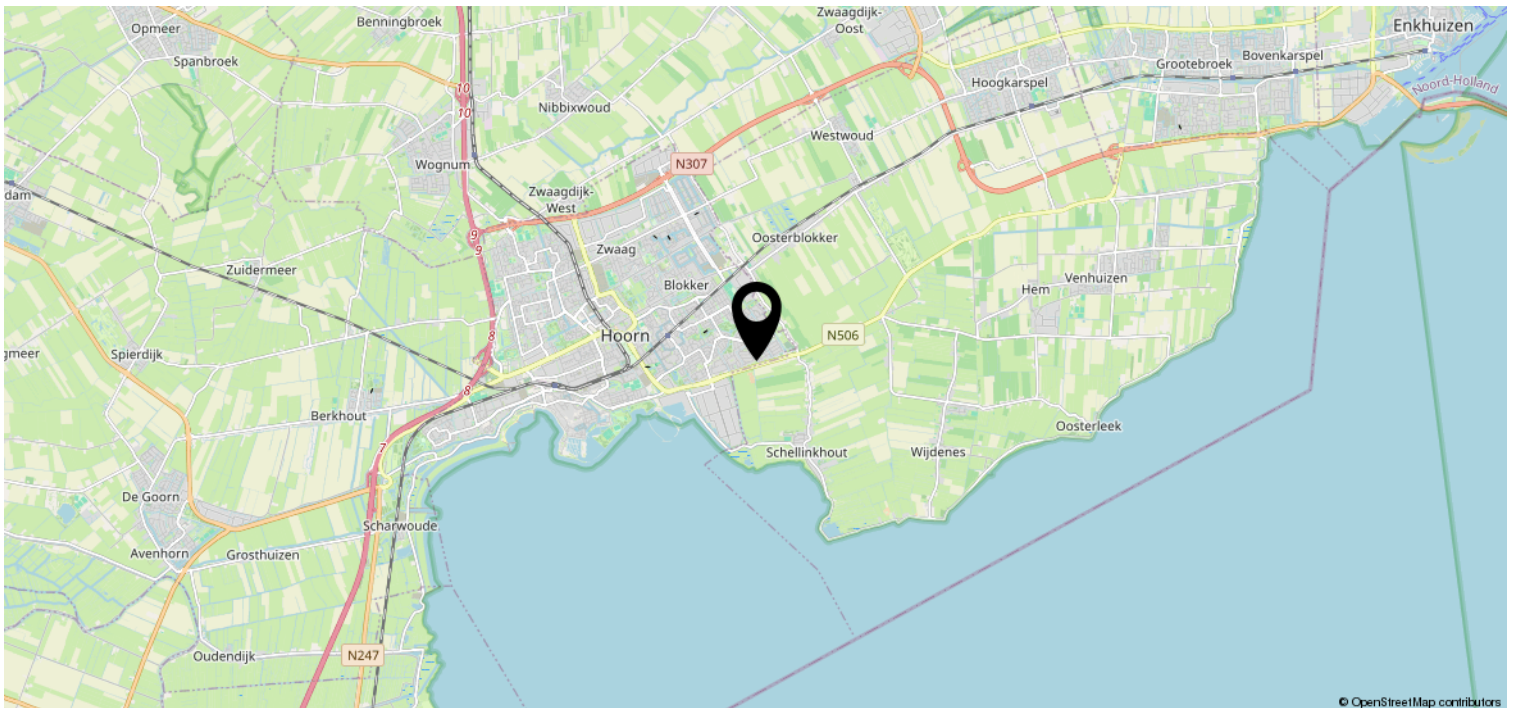 Opmeer
Spanbroek
Benningbroek
Zwaagdijk-
Oost
Enkhuizen
Bovenkarspel
Grootebroek
Hoogkarspel
Noord-Holland
10
10
Nibbixwoud
Westwoud
Wognum
N307
Zwaagdijk-
West
dam
9
9
Zwaag
Oosterblokker
Zuidermeer
Blokker
Venhuizen
Hem
Hoorn
N506
8
8
gmeer
Spierdijk
Berkhout
7
Oosterleek
Schellinkhout
Wijdenes
De Goorn
Scharwoude
Avenhorn
Grosthuizen
Oudendijk
N247
© OpenStreetMap contributors